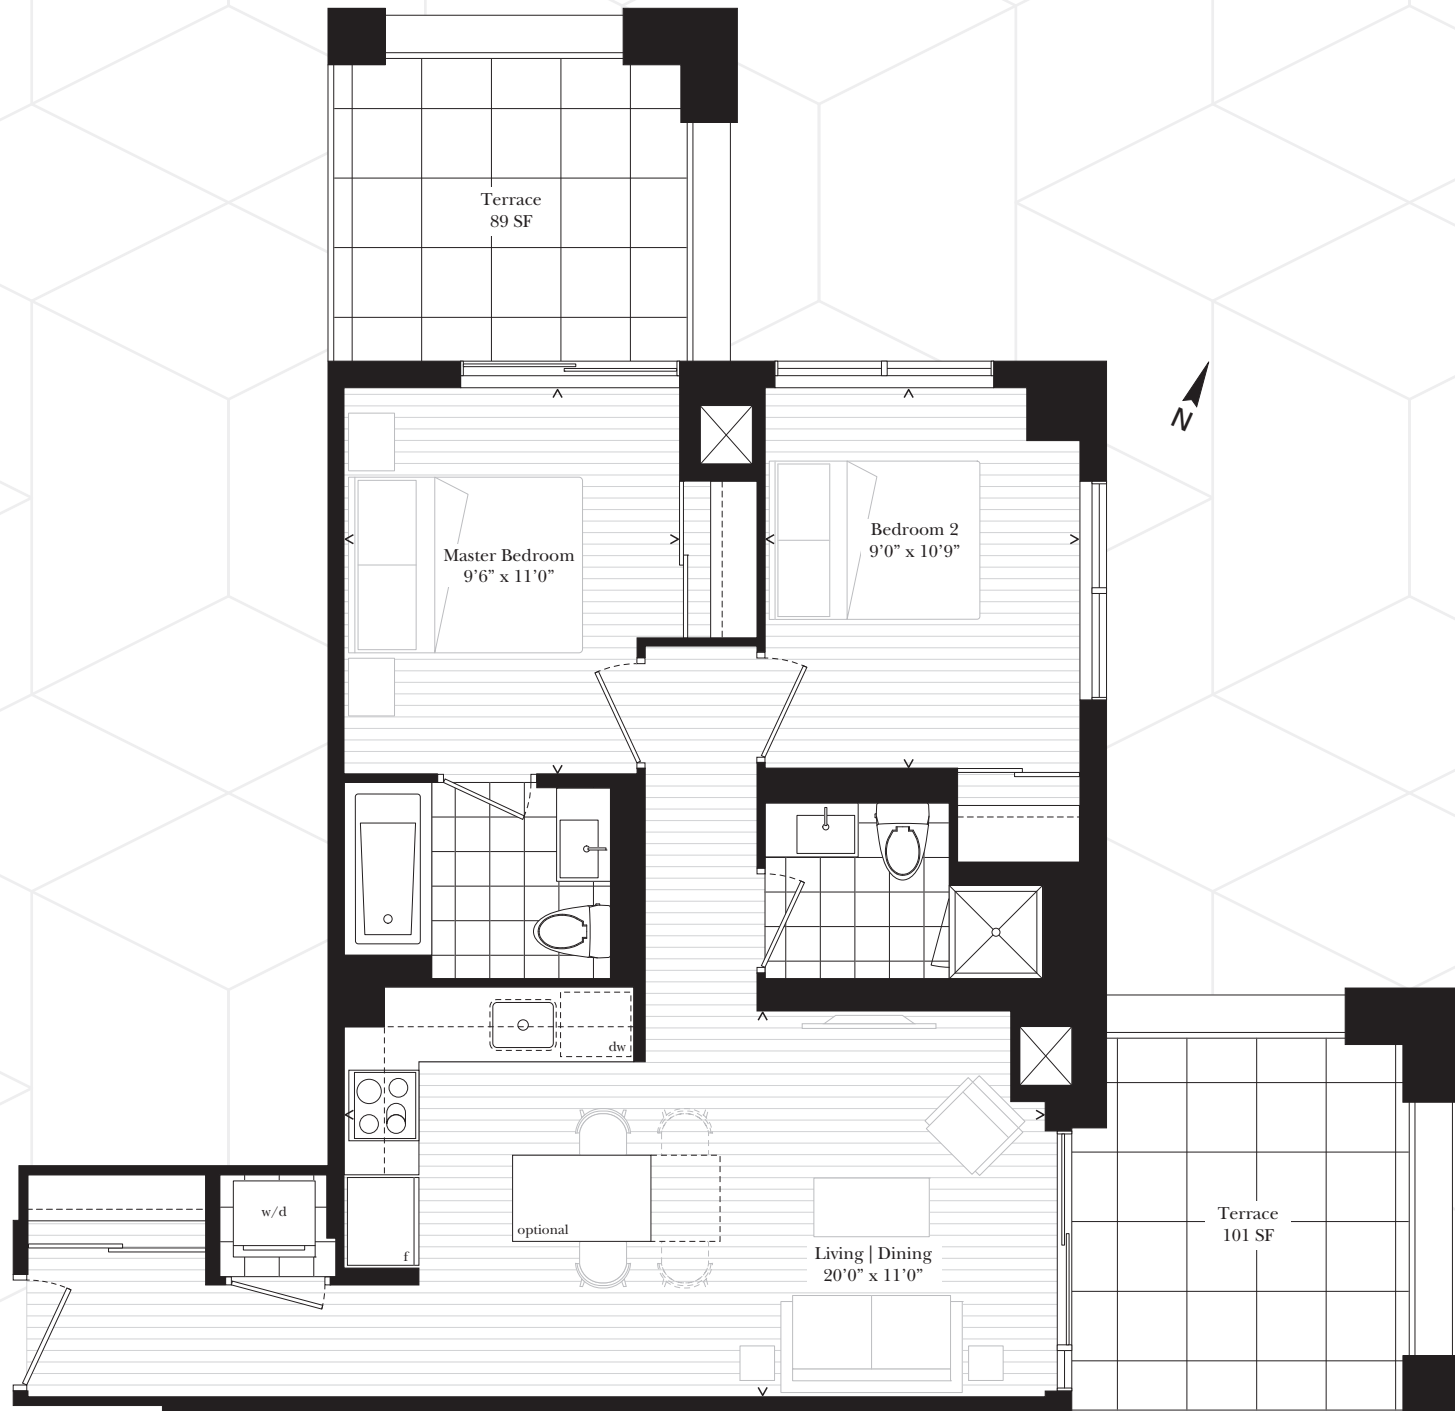 Terrace
89 SF
N
Bedroom 2
9’0” x 10’9”
Master Bedroom
9’6” x 11’0”
dw
w/d
f
optional
Living | Dining
20’0” x 11’0”
Terrace
101 SF